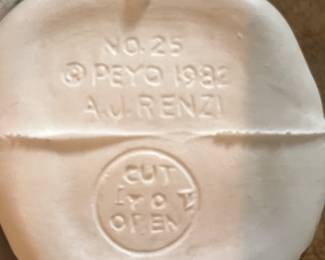 NO. 25
® PEYO 1982
A.J. RENZI
CUT
OPEN